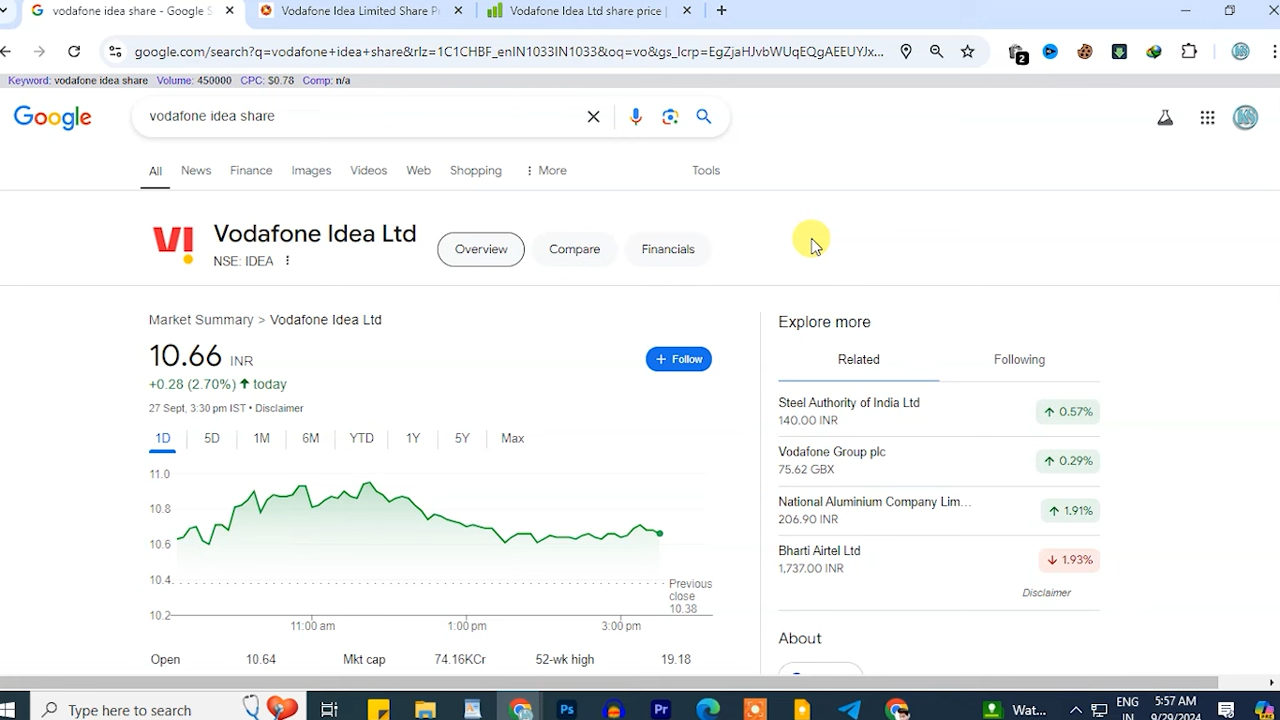 vodafone idea share - Google S
Vodafone Idea Limited Share P
Vodafone Idea Ltd share price |
google.com/search?q=vodafone+idea+share&rlz=1C1CHBF_enIN1033IN1033&oq=vo&gs_lcrp=EgZjaHJvbWUqEQgAEEUYJx...
2
Keyword: vodafone idea share Volume: 450000 CPC: $0.78 Comp: n/a
Google
vodafone idea share
All News Finance Images Videos Web Shopping More Tools
Vodafone Idea Ltd
NSE: IDEA
Overview Compare Financials
Market Summary > Vodafone Idea Ltd
10.66 INR
+ Follow
+0.28 (2.70%) ↑ today
27 Sept, 3:30 pm IST • Disclaimer
1D 5D 1M 6M YTD 1Y 5Y Max
11.0
10.8
10.6
10.4
10.2
Previous
close
10.38
11:00 am 1:00 pm 3:00 pm
Open 10.64 Mkt cap 74.16KCr 52-wk high 19.18
Explore more
Related Following
Steel Authority of India Ltd
140.00 INR
↑ 0.57%
Vodafone Group plc
75.62 GBX
↑ 0.29%
National Aluminium Company Lim...
206.90 INR
↑ 1.91%
Bharti Airtel Ltd
1,737.00 INR
↓ 1.93%
Disclaimer
About
Type here to search
Ps
Pr
Wat...
ENG
IN
5:57 AM
9/29/2024